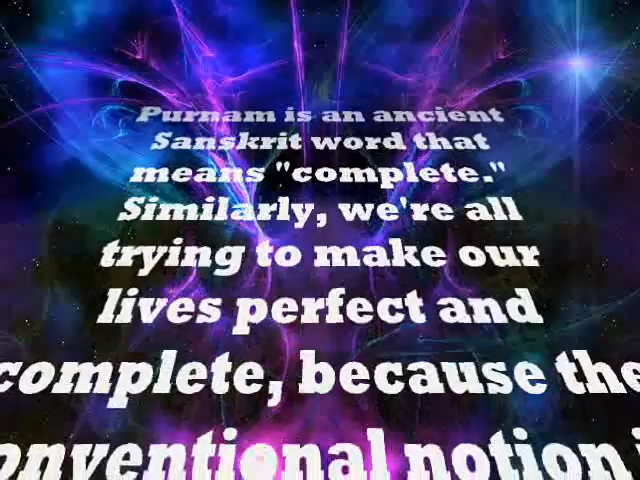 Purnam is an ancient
Sanskrit word that
means "complete."
Similarly, we're all
trying to make our
lives perfect and
complete, because the
conventional notion